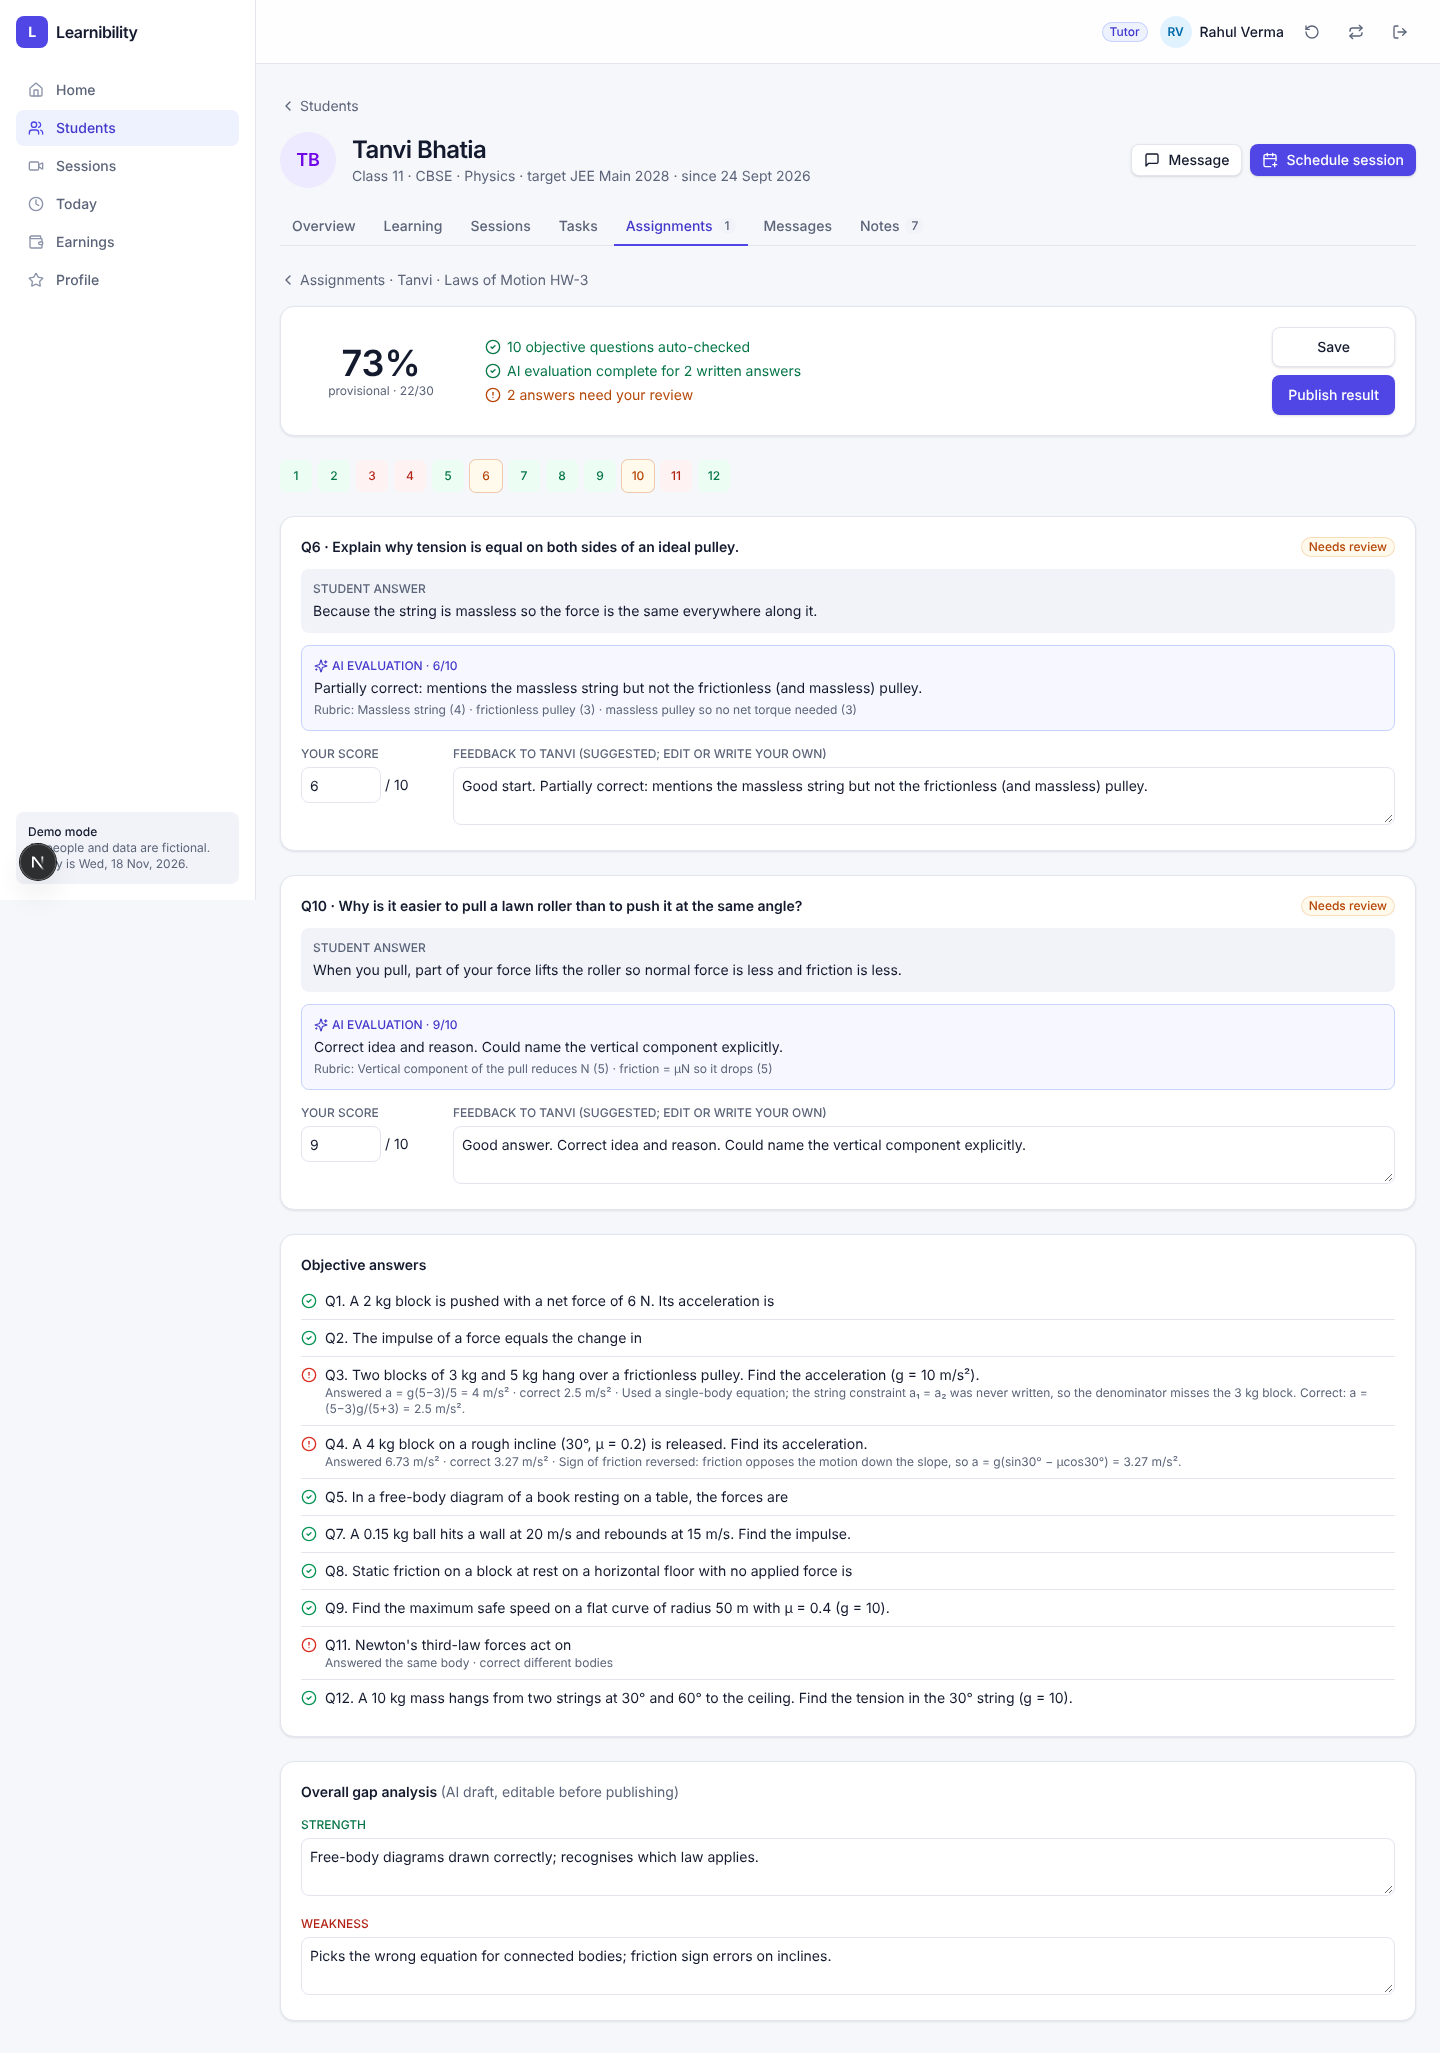 L Learnibility
Tutor RV Rahul Verma
Home
Students
Sessions
Today
Earnings
Profile
Students
TB Tanvi Bhatia
Class 11 · CBSE · Physics · target JEE Main 2028 · since 24 Sept 2026
Message Schedule session
Overview Learning Sessions Tasks Assignments 1 Messages Notes 7
Assignments · Tanvi · Laws of Motion HW-3
73%
provisional · 22/30
10 objective questions auto-checked
AI evaluation complete for 2 written answers
2 answers need your review
Save
Publish result
1 2 3 4 5 6 7 8 9 10 11 12
Q6 · Explain why tension is equal on both sides of an ideal pulley. Needs review
STUDENT ANSWER
Because the string is massless so the force is the same everywhere along it.
AI EVALUATION · 6/10
Partially correct: mentions the massless string but not the frictionless (and massless) pulley.
Rubric: Massless string (4) · frictionless pulley (3) · massless pulley so no net torque needed (3)
YOUR SCORE FEEDBACK TO TANVI (SUGGESTED; EDIT OR WRITE YOUR OWN)
6 / 10 Good start. Partially correct: mentions the massless string but not the frictionless (and massless) pulley.
Demo mode
people and data are fictional.
y is Wed, 18 Nov, 2026.
N
Q10 · Why is it easier to pull a lawn roller than to push it at the same angle? Needs review
STUDENT ANSWER
When you pull, part of your force lifts the roller so normal force is less and friction is less.
AI EVALUATION · 9/10
Correct idea and reason. Could name the vertical component explicitly.
Rubric: Vertical component of the pull reduces N (5) · friction = μN so it drops (5)
YOUR SCORE FEEDBACK TO TANVI (SUGGESTED; EDIT OR WRITE YOUR OWN)
9 / 10 Good answer. Correct idea and reason. Could name the vertical component explicitly.
Objective answers
Q1. A 2 kg block is pushed with a net force of 6 N. Its acceleration is
Q2. The impulse of a force equals the change in
Q3. Two blocks of 3 kg and 5 kg hang over a frictionless pulley. Find the acceleration (g = 10 m/s²).
Answered a = g(5−3)/5 = 4 m/s² · correct 2.5 m/s² · Used a single-body equation; the string constraint a₁ = a₂ was never written, so the denominator misses the 3 kg block. Correct: a =
(5−3)g/(5+3) = 2.5 m/s².
Q4. A 4 kg block on a rough incline (30°, μ = 0.2) is released. Find its acceleration.
Answered 6.73 m/s² · correct 3.27 m/s² · Sign of friction reversed: friction opposes the motion down the slope, so a = g(sin30° − μcos30°) = 3.27 m/s².
Q5. In a free-body diagram of a book resting on a table, the forces are
Q7. A 0.15 kg ball hits a wall at 20 m/s and rebounds at 15 m/s. Find the impulse.
Q8. Static friction on a block at rest on a horizontal floor with no applied force is
Q9. Find the maximum safe speed on a flat curve of radius 50 m with μ = 0.4 (g = 10).
Q11. Newton's third-law forces act on
Answered the same body · correct different bodies
Q12. A 10 kg mass hangs from two strings at 30° and 60° to the ceiling. Find the tension in the 30° string (g = 10).
Overall gap analysis (AI draft, editable before publishing)
STRENGTH
Free-body diagrams drawn correctly; recognises which law applies.
WEAKNESS
Picks the wrong equation for connected bodies; friction sign errors on inclines.